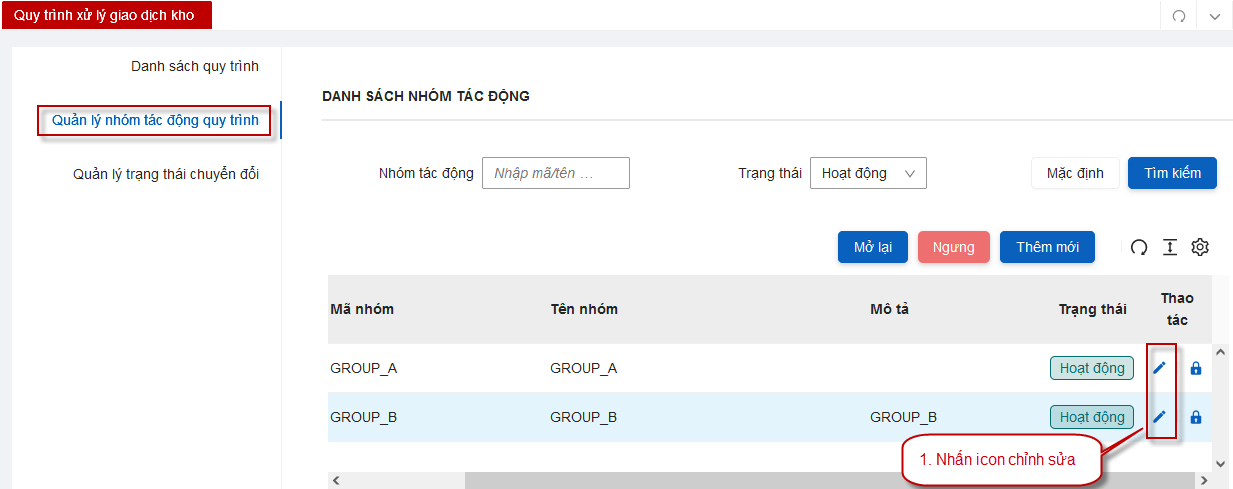 Quy trình xử lý giao dịch kho
Danh sách quy trình
Quản lý nhóm tác động quy trình
Quản lý trạng thái chuyển đổi
DANH SÁCH NHÓM TÁC ĐỘNG
Nhóm tác động Nhập mã/tên ... Trạng thái Hoạt động Mặc định Tìm kiếm
Mở lại Ngưng Thêm mới
Mã nhóm Tên nhóm Mô tả Trạng thái Thao tác
GROUP_A GROUP_A Hoạt động
GROUP_B GROUP_B GROUP_B Hoạt động
1. Nhấn icon chỉnh sửa